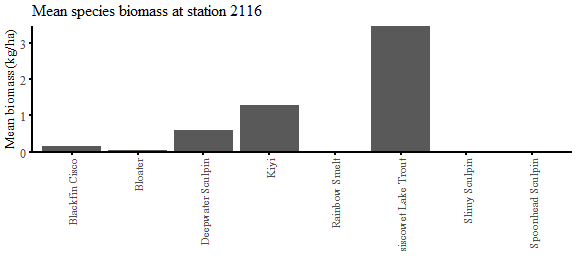 Mean species biomass at station 2116
Mean biomass (kg/ha)
3
2
1
0
Blackfin Cisco
Bloater
Deepwater Sculpin
Kiyi
Rainbow Smelt
siscowet Lake Trout
Slimy Sculpin
Spoonhead Sculpin